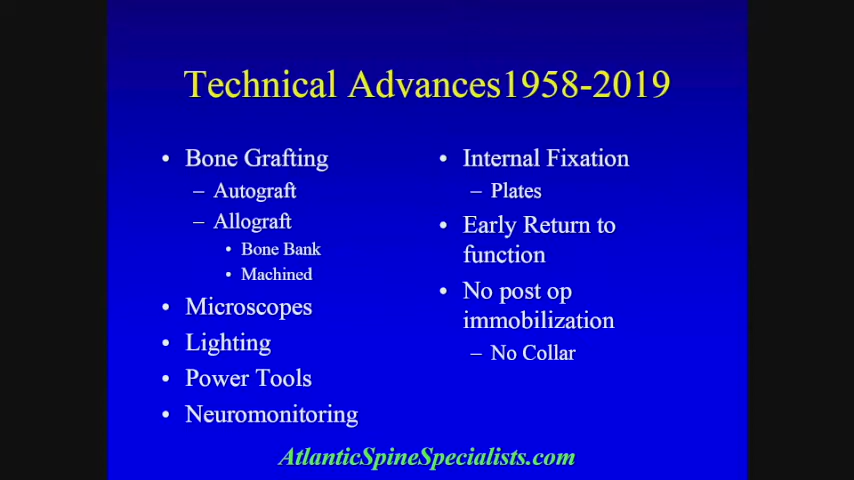 Technical Advances1958-2019
• Bone Grafting
– Autograft
– Allograft
• Bone Bank
• Machined
• Microscopes
• Lighting
• Power Tools
• Neuromonitoring
• Internal Fixation
– Plates
• Early Return to
function
• No post op
immobilization
– No Collar
AtlanticSpineSpecialists.com